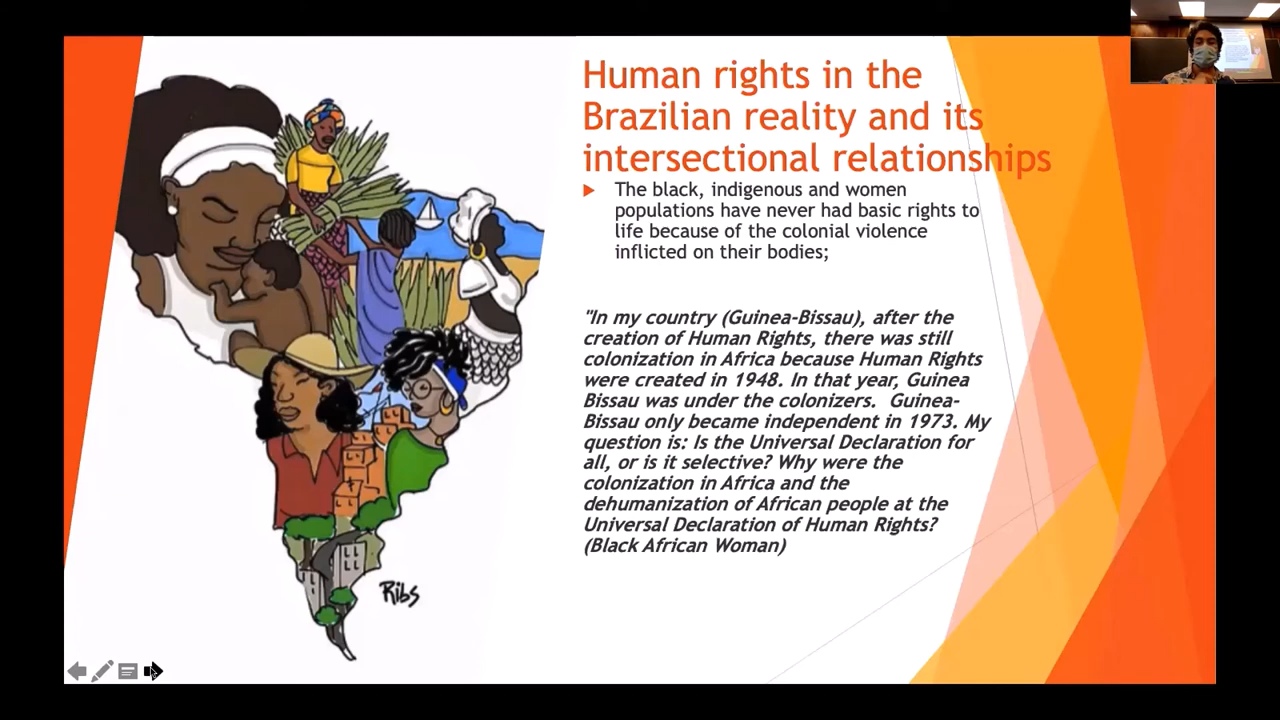 Human rights in the
Brazilian reality and its
intersectional relationships
The black, indigenous and women
populations have never had basic rights to
life because of the colonial violence
inflicted on their bodies;
"In my country (Guinea-Bissau), after the
creation of Human Rights, there was still
colonization in Africa because Human Rights
were created in 1948. In that year, Guinea
Bissau was under the colonizers. Guinea-
Bissau only became independent in 1973. My
question is: Is the Universal Declaration for
all, or is it selective? Why were the
colonization in Africa and the
dehumanization of African people at the
Universal Declaration of Human Rights?
(Black African Woman)
Ribs